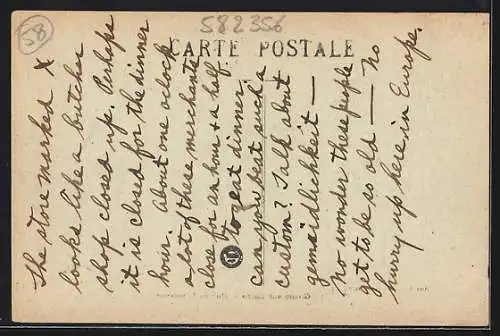 58
582356
CARTE POSTALE
The store marked X
looks like a butcher
shop closed up. Perhaps
it is closed for the dinner
hour. About one o clock
a lot of these merchants
close for an hour & a half
to eat dinner.
can you beat such a
custom? Talk about
gemaidlichkeit —
No wonder these people
get to be so old — No
hurry up here in Europe.